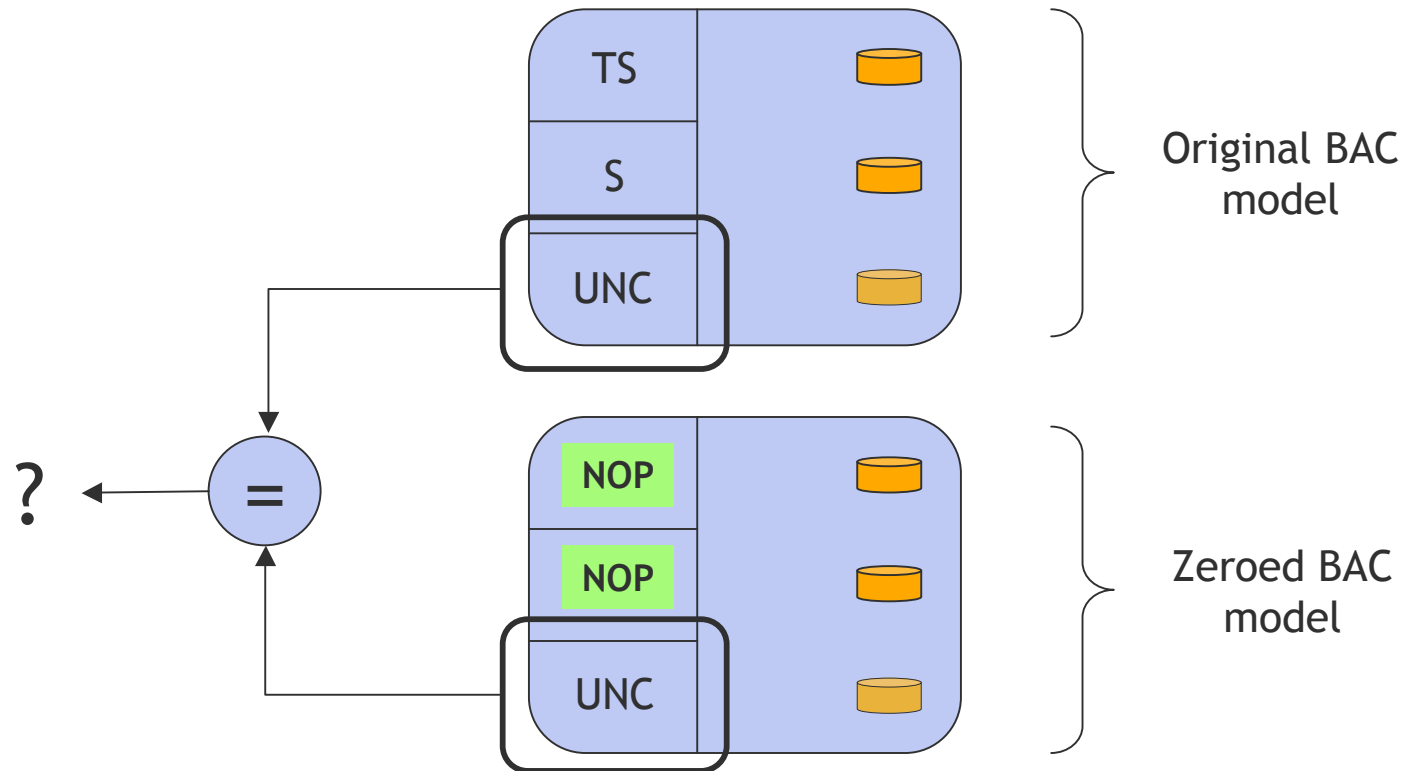 TS
S
UNC
Original BAC
model
?
=
NOP
NOP
UNC
Zeroed BAC
model